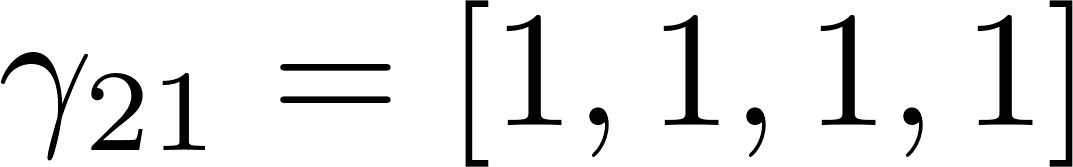 γ₂₁ = [1, 1, 1, 1]